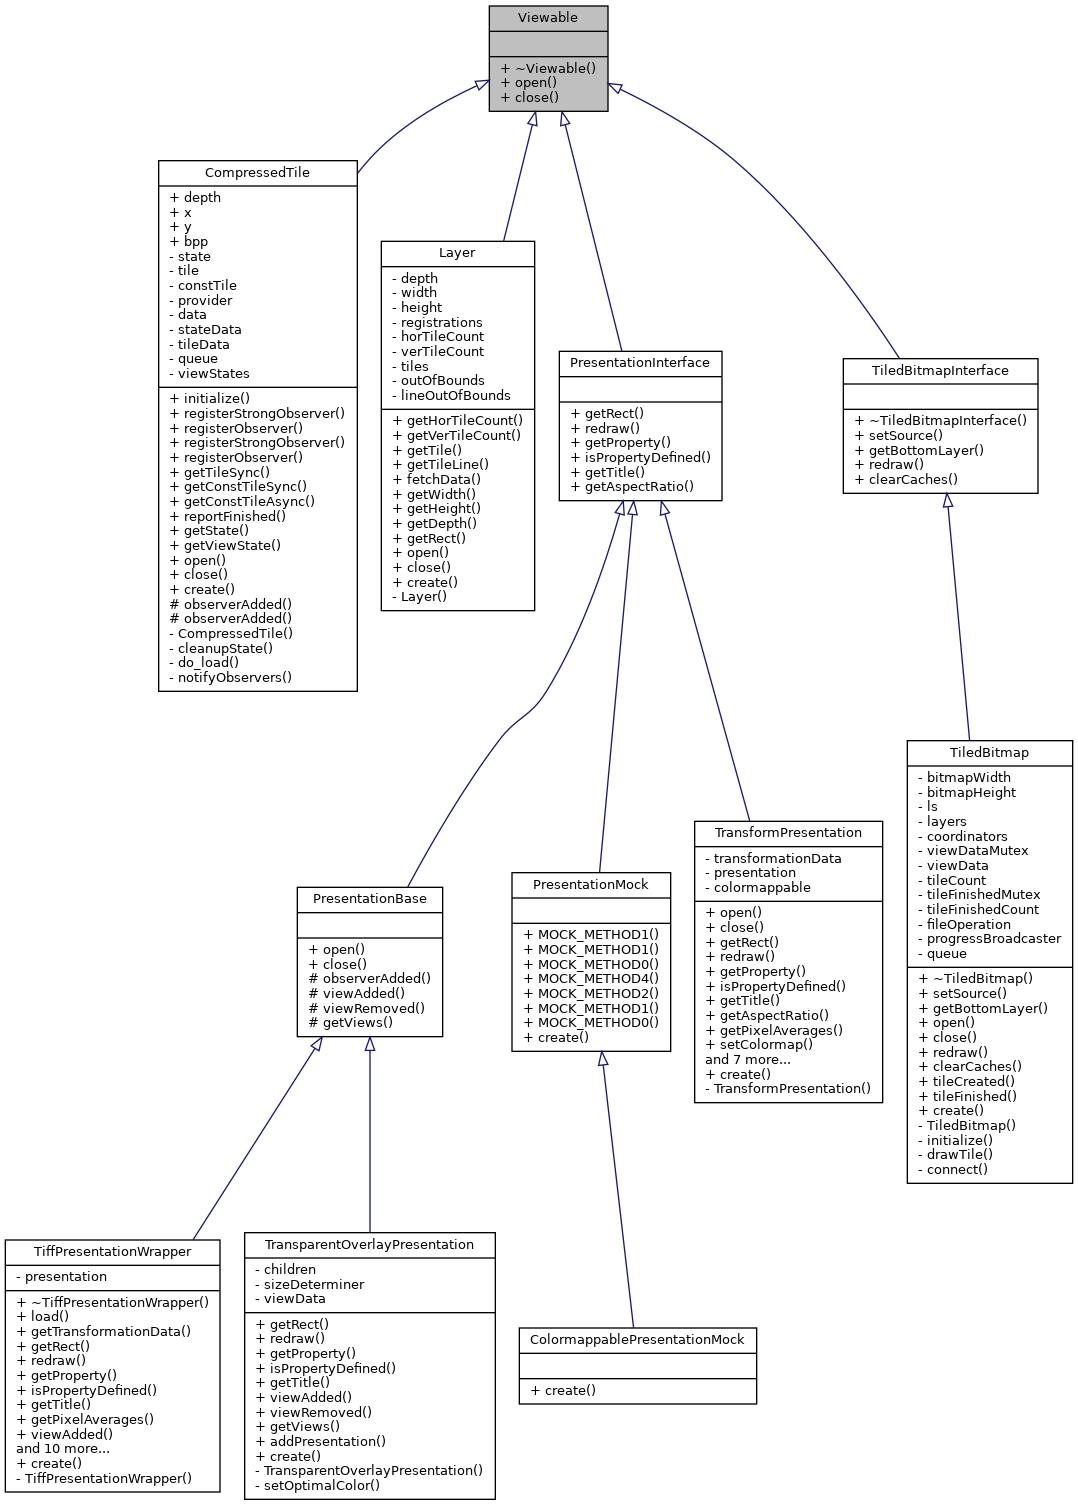 Viewable
+ ~Viewable()
+ open()
+ close()
CompressedTile
+ depth
+ x
+ y
+ bpp
- state
- tile
- constTile
- provider
- data
- stateData
- tileData
- queue
- viewStates
+ initialize()
+ registerStrongObserver()
+ registerObserver()
+ registerStrongObserver()
+ registerObserver()
+ getTileSync()
+ getConstTileSync()
+ getConstTileAsync()
+ reportFinished()
+ getState()
+ getViewState()
+ open()
+ close()
+ create()
# observerAdded()
# observerAdded()
- CompressedTile()
- cleanupState()
- do_load()
- notifyObservers()
Layer
- depth
- width
- height
- registrations
- horTileCount
- verTileCount
- tiles
- outOfBounds
- lineOutOfBounds
+ getHorTileCount()
+ getVerTileCount()
+ getTile()
+ getTileLine()
+ fetchData()
+ getWidth()
+ getHeight()
+ getDepth()
+ getRect()
+ open()
+ close()
+ create()
- Layer()
PresentationInterface
+ getRect()
+ redraw()
+ getProperty()
+ isPropertyDefined()
+ getTitle()
+ getAspectRatio()
TiledBitmapInterface
+ ~TiledBitmapInterface()
+ setSource()
+ getBottomLayer()
+ redraw()
+ clearCaches()
TiledBitmap
- bitmapWidth
- bitmapHeight
- ls
- layers
- coordinators
- viewDataMutex
- viewData
- tileCount
- tileFinishedMutex
- tileFinishedCount
- fileOperation
- progressBroadcaster
- queue
+ ~TiledBitmap()
+ setSource()
+ getBottomLayer()
+ open()
+ close()
+ redraw()
+ clearCaches()
+ tileCreated()
+ tileFinished()
+ create()
- TiledBitmap()
- initialize()
- drawTile()
- connect()
TransformPresentation
- transformationData
- presentation
- colormappable
+ open()
+ close()
+ getRect()
+ redraw()
+ getProperty()
+ isPropertyDefined()
+ getTitle()
+ getAspectRatio()
+ getPixelAverages()
+ setColormap()
and 7 more...
+ create()
- TransformPresentation()
PresentationMock
+ MOCK_METHOD1()
+ MOCK_METHOD1()
+ MOCK_METHOD0()
+ MOCK_METHOD4()
+ MOCK_METHOD2()
+ MOCK_METHOD1()
+ MOCK_METHOD0()
+ create()
PresentationBase
+ open()
+ close()
# observerAdded()
# viewAdded()
# viewRemoved()
# getViews()
TiffPresentationWrapper
- presentation
+ ~TiffPresentationWrapper()
+ load()
+ getTransformationData()
+ getRect()
+ redraw()
+ getProperty()
+ isPropertyDefined()
+ getTitle()
+ getPixelAverages()
+ viewAdded()
and 10 more...
+ create()
- TiffPresentationWrapper()
TransparentOverlayPresentation
- children
- sizeDeterminer
- viewData
+ getRect()
+ redraw()
+ getProperty()
+ isPropertyDefined()
+ getTitle()
+ viewAdded()
+ viewRemoved()
+ getViews()
+ addPresentation()
+ create()
- TransparentOverlayPresentation()
- setOptimalColor()
ColormappablePresentationMock
+ create()